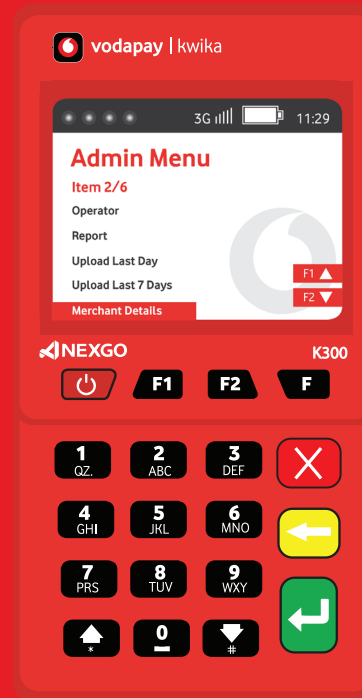 vodapay | kwika
3G 11:29
Admin Menu
Item 2/6
Operator
Report
Upload Last Day
Upload Last 7 Days
Merchant Details
F1
F2
NEXGO K300
F1 F2 F
1 2 3
QZ. ABC DEF
4 5 6
GHI JKL MNO
7 8 9
PRS TUV WXY
0
* #